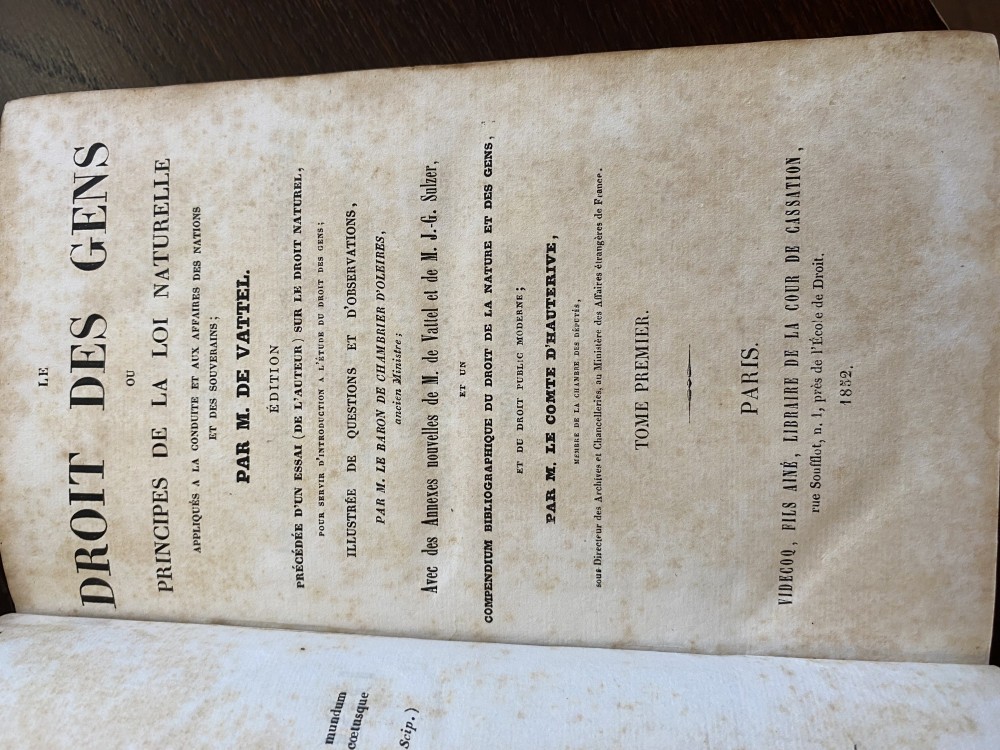 LE
DROIT DES GENS
OU
PRINCIPES DE LA LOI NATURELLE
APPLIQUÉS A LA CONDUITE ET AUX AFFAIRES DES NATIONS
ET DES SOUVERAINS;
PAR M. DE VATTEL.
ÉDITION
PRÉCÉDÉE D'UN ESSAI (DE L'AUTEUR) SUR LE DROIT NATUREL,
POUR SERVIR D'INTRODUCTION A L'ÉTUDE DU DROIT DES GENS;
ILLUSTRÉE DE QUESTIONS ET D'OBSERVATIONS,
PAR M. LE BARON DE CHAMBRIER D'OLEIRES,
ancien Ministre;
Avec des Annexes nouvelles de M. de Vattel et de M. J.-G. Sulzer,
ET UN
COMPENDIUM BIBLIOGRAPHIQUE DU DROIT DE LA NATURE ET DES GENS,
ET DU DROIT PUBLIC MODERNE;
PAR M. LE COMTE D'HAUTERIVE,
MEMBRE DE LA CHAMBRE DES DÉPUTÉS,
sous-Directeur des Archives et Chancelleries, au Ministère des Affaires étrangères de France.
TOME PREMIER.
PARIS.
VIDECOQ, FILS AINÉ, LIBRAIRE DE LA COUR DE CASSATION,
rue Soufflot, n. 1, près de l'École de Droit.
1852.
mundum
cœtusque
Scip.)